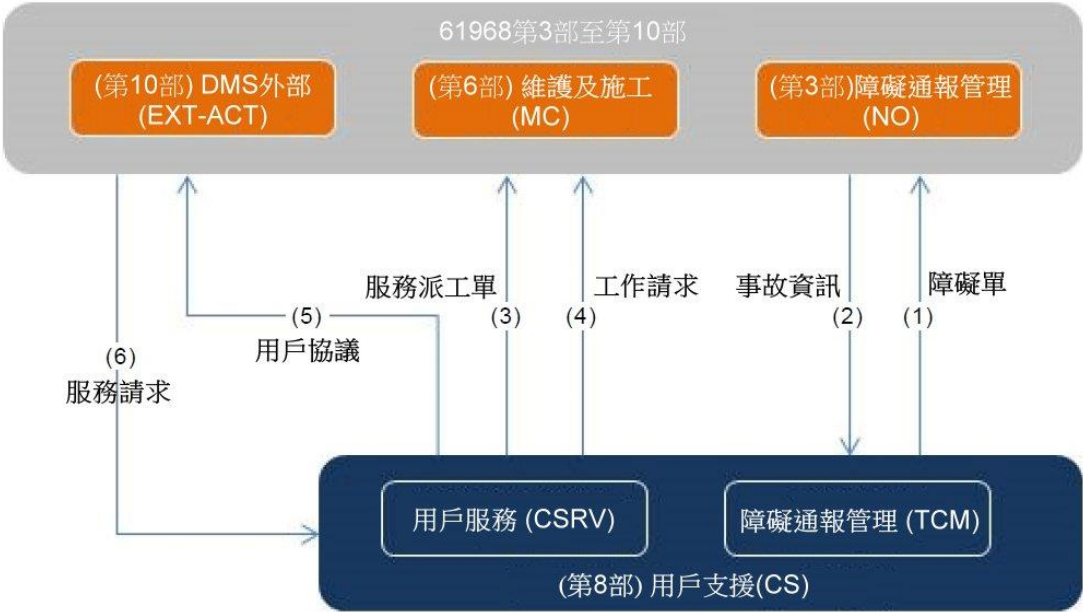 61968第3部至第10部
(第10部) DMS外部
(EXT-ACT)
(第6部) 維護及施工
(MC)
(第3部)障礙通報管理
(NO)
服務派工單
工作請求
事故資訊
障礙單
(5)
(3)
(4)
(2)
(1)
用戶協議
(6)
服務請求
用戶服務 (CSRV)
障礙通報管理 (TCM)
(第8部) 用戶支援(CS)